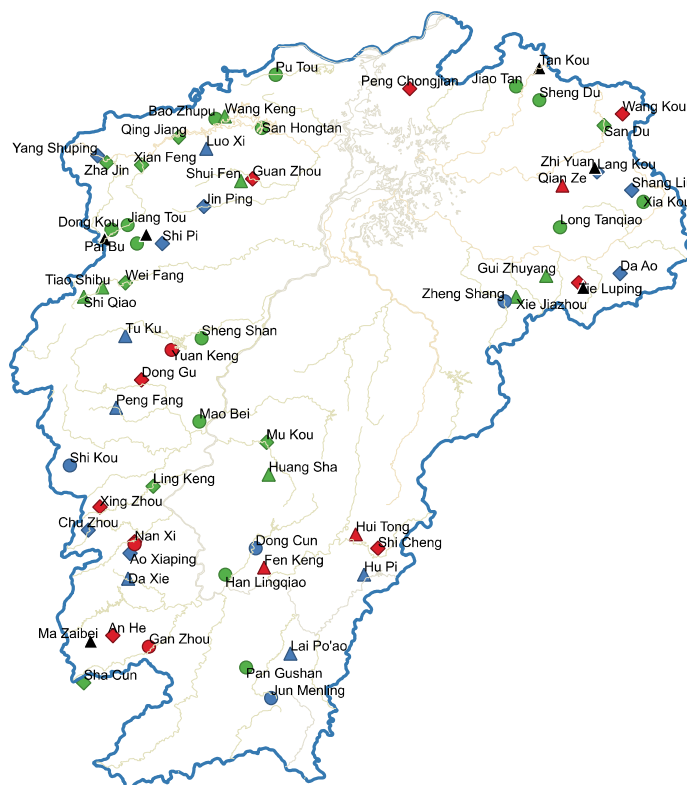 Tan Kou
Pu Tou
Peng Chongjian
Jiao Tan
Sheng Du
Wang Kou
Bao Zhupu
Wang Keng
San Hongtan
San Du
Qing Jiang
Luo Xi
Yang Shuping
Xian Feng
Zha Jin
Shui Fen
Guan Zhou
Zhi Yuan
Lang Kou
Qian Ze
Shang Li
Xia Kou
Jin Ping
Dong Kou
Jiang Tou
Shi Pi
Pai Bu
Long Tanqiao
Wei Fang
Tiao Shibu
Shi Qiao
Gui Zhuyang
Da Ao
Zheng Shang
Xie Jiazhou
Jie Luping
Tu Ku
Sheng Shan
Yuan Keng
Dong Gu
Peng Fang
Mao Bei
Mu Kou
Shi Kou
Huang Sha
Ling Keng
Xing Zhou
Chu Zhou
Nan Xi
Ao Xiaping
Da Xie
Dong Cun
Fen Keng
Han Lingqiao
Hui Tong
Shi Cheng
Hu Pi
Ma Zaibei
An He
Gan Zhou
Sha Cun
Lai Po'ao
Pan Gushan
Jun Menling